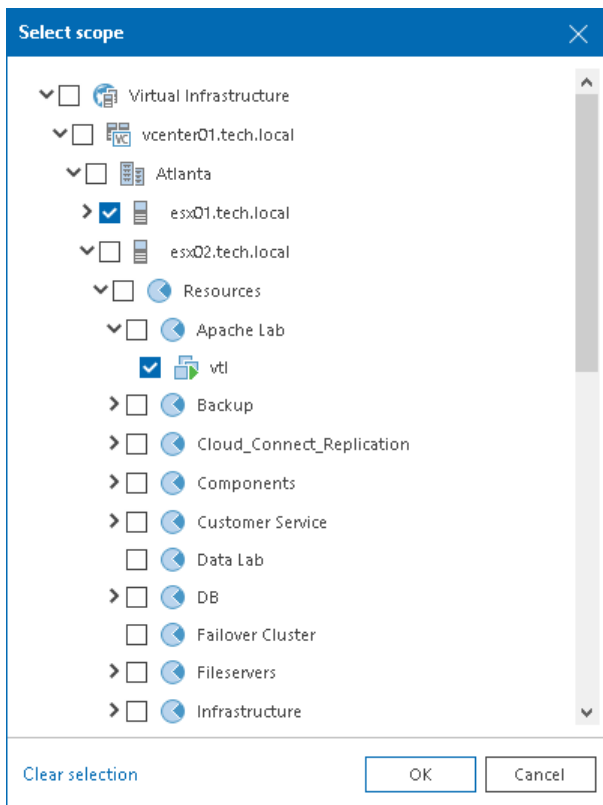 Select scope
Virtual Infrastructure
VC vcenter01.tech.local
Atlanta
esx01.tech.local
esx02.tech.local
Resources
Apache Lab
vtl
Backup
Cloud_Connect_Replication
Components
Customer Service
Data Lab
DB
Failover Cluster
Fileservers
Infrastructure
Clear selection OK Cancel